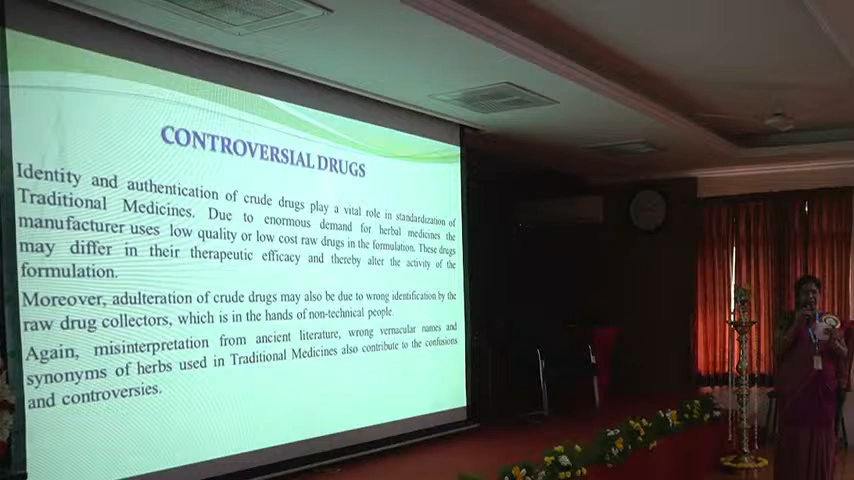 CONTROVERSIAL DRUGS
Identity and authentication of crude drugs play a vital role in standardization of
Traditional Medicines. Due to enormous demand for herbal medicines the
manufacturer uses low quality or low cost raw drugs in the formulation. These drugs
may differ in their therapeutic efficacy and thereby alter the activity of the
formulation.
Moreover, adulteration of crude drugs may also be due to wrong identification by the
raw drug collectors, which is in the hands of non-technical people.
Again, misinterpretation from ancient literature, wrong vernacular names and
synonyms of herbs used in Traditional Medicines also contribute to the confusions
and controversies.